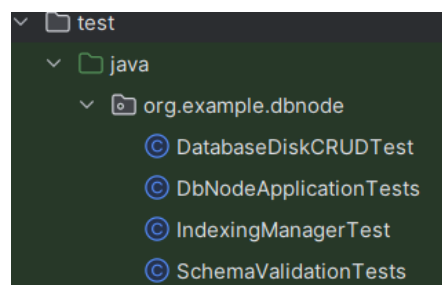 test
java
org.example.dbnode
DatabaseDiskCRUDTest
DbNodeApplicationTests
IndexingManagerTest
SchemaValidationTests